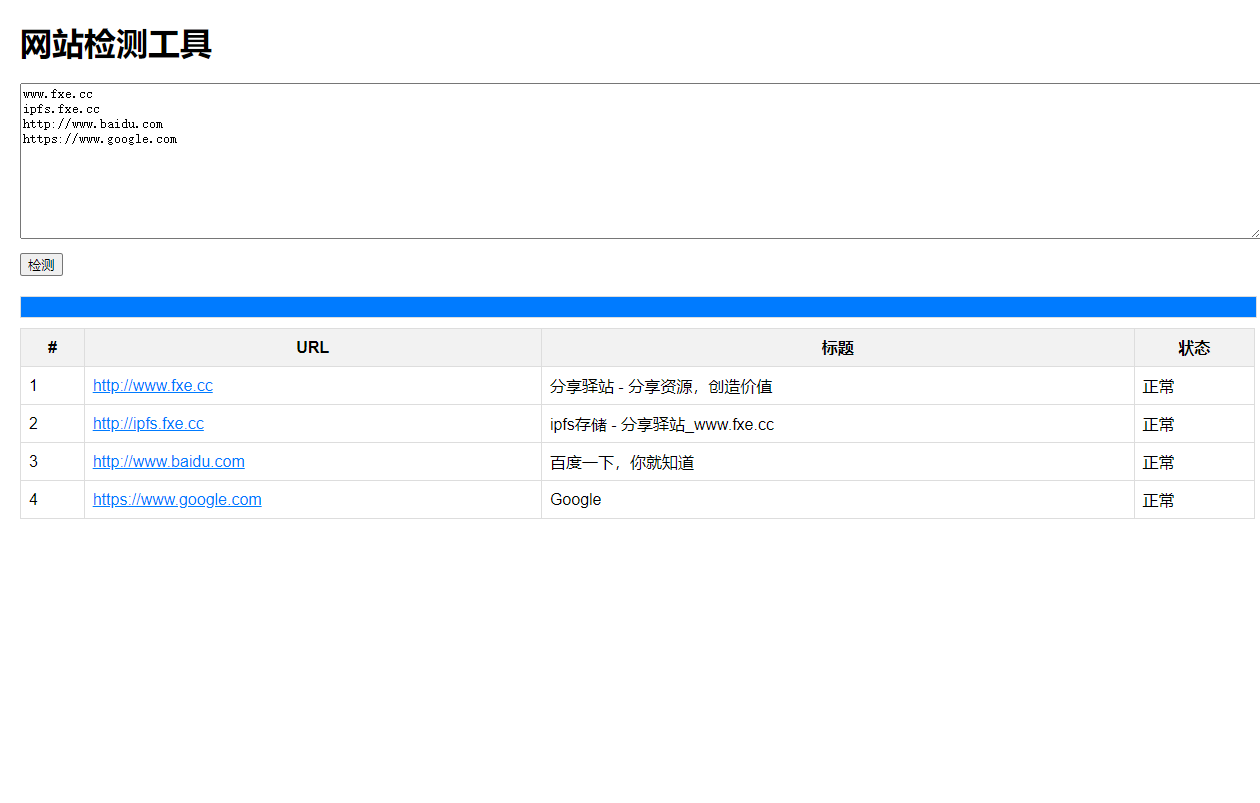 网站检测工具
www.fxe.cc
ipfs.fxe.cc
http://www.baidu.com
https://www.google.com
检测
# URL 标题 状态
1 http://www.fxe.cc 分享驿站 - 分享资源，创造价值 正常
2 http://ipfs.fxe.cc ipfs存储 - 分享驿站_www.fxe.cc 正常
3 http://www.baidu.com 百度一下，你就知道 正常
4 https://www.google.com Google 正常